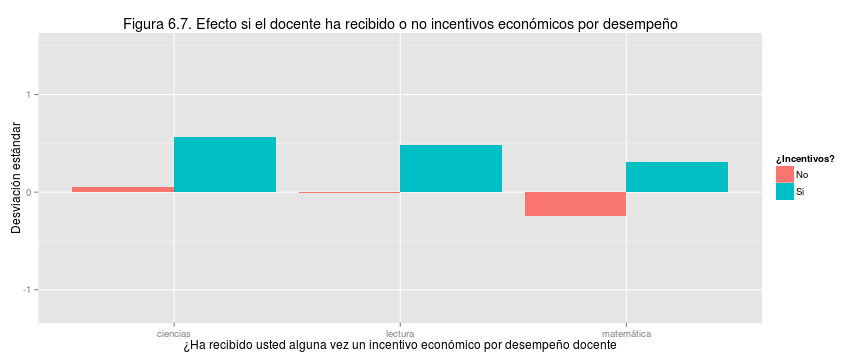 Figura 6.7. Efecto si el docente ha recibido o no incentivos económicos por desempeño
Desviación estándar
1
0
-1
ciencias
lectura
matemática
¿Ha recibido usted alguna vez un incentivo económico por desempeño docente
¿Incentivos?
No
Si